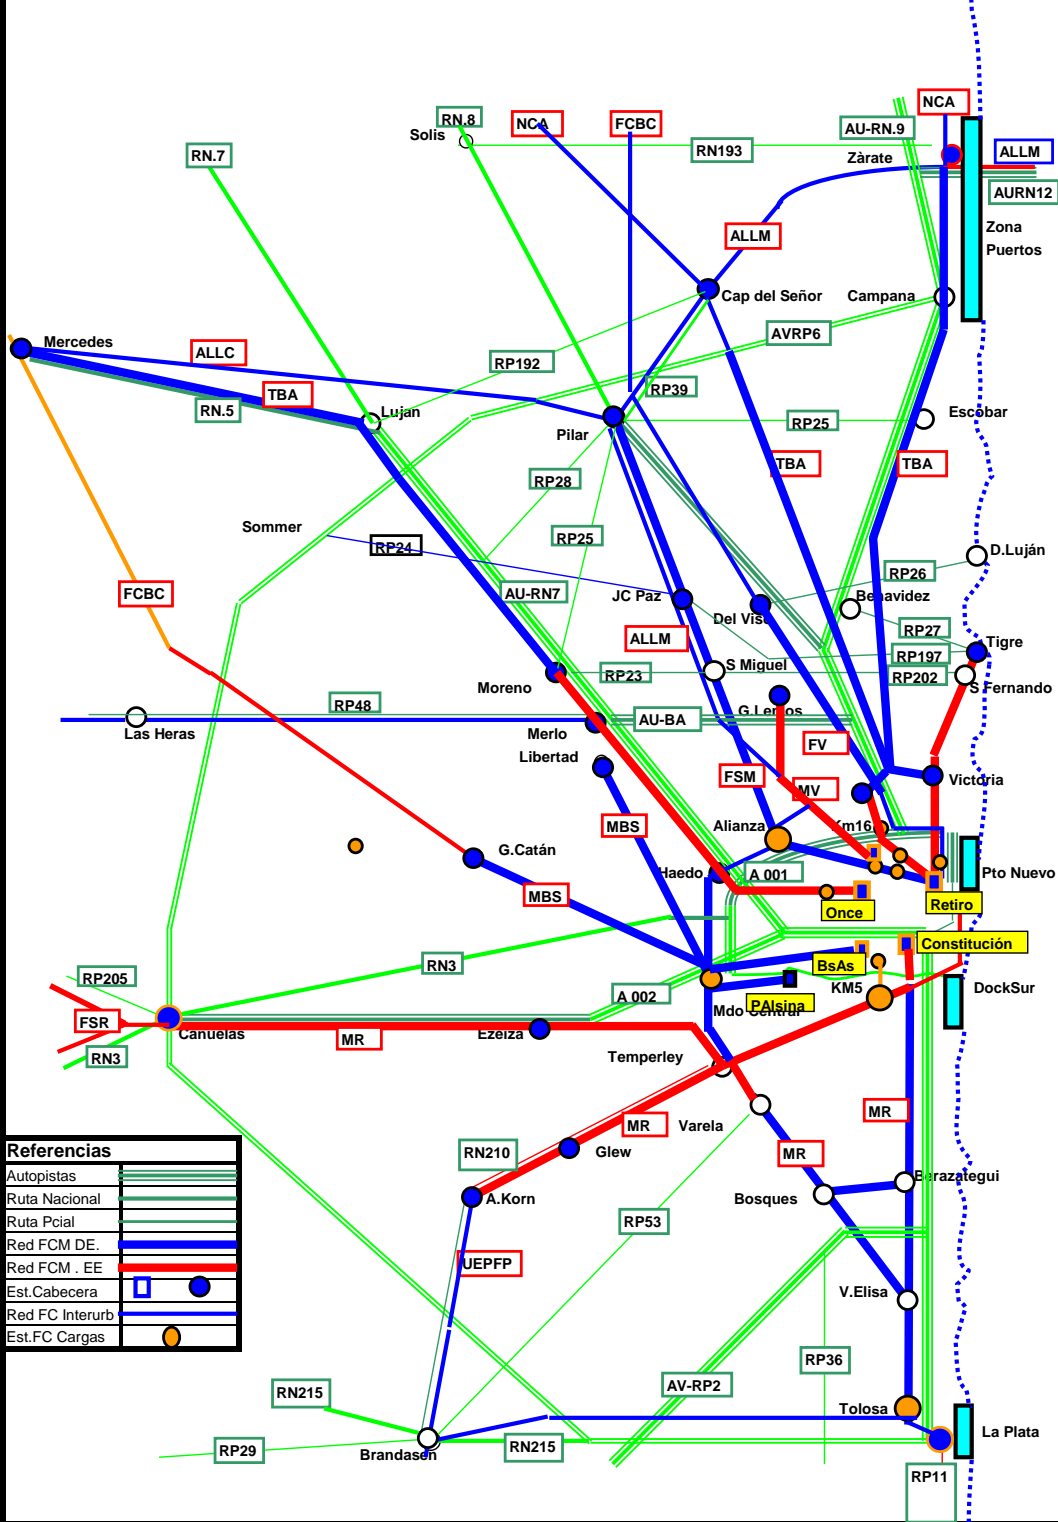 NCA
RN.8
Solis
NCA
FCBC
AU-RN.9
RN.7
RN193
Zàrate
ALLM
AURN12
ALLM
Zona
Puertos
Cap del Señor
Campana
AVRP6
Mercedes
ALLC
RP192
TBA
RN.5
RP39
Lujan
Pilar
RP25
Escobar
TBA
TBA
RP28
Sommer
RP24
RP25
D.Luján
RP26
FCBC
AU-RN7
JC Paz
Del Viso
Benavidez
RP27
ALLM
Tigre
RP197
S Miguel
RP23
RP202
S Fernando
Moreno
RP48
G.Lemos
AU-BA
Las Heras
Merlo
FV
Libertad
FSM
MV
Victoria
MBS
Alianza
Km16
G.Catán
Haedo
A 001
Pto Nuevo
MBS
Once
Retiro
Constitución
RN3
BsAs
RP205
A 002
KM5
DockSur
PAlsina
Mdo Central
FSR
Cañuelas
MR
Ezeiza
RN3
Temperley
MR
MR
Varela
RN210
Glew
MR
Referencias
Autopistas
Ruta Nacional
Ruta Pcial
Red FCM DE.
Red FCM . EE
Est.Cabecera
Red FC Interurb
Est.FC Cargas
Berazategui
A.Korn
Bosques
RP53
UEPFP
V.Elisa
RP36
AV-RP2
RN215
Tolosa
La Plata
RP29
Brandasen
RN215
RP11